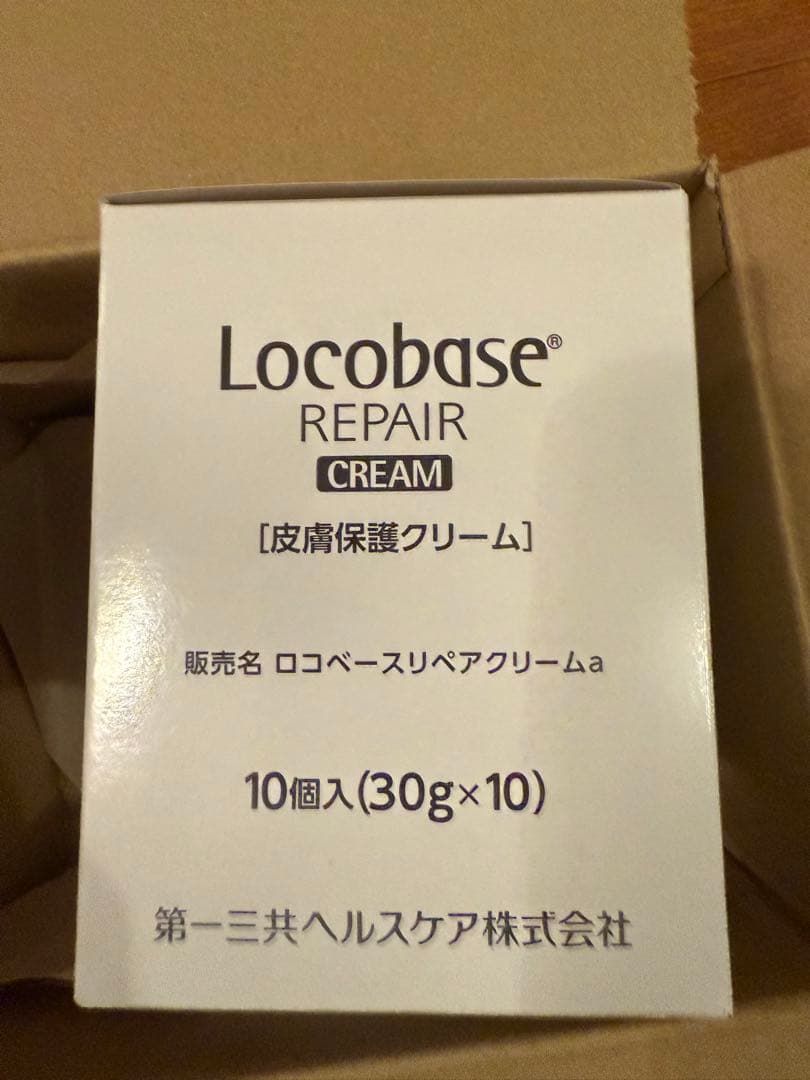 Locobase®
REPAIR
CREAM
[皮膚保護クリーム]
販売名 ロコベースリペアクリームa
10個入(30g×10)
第一三共ヘルスケア株式会社